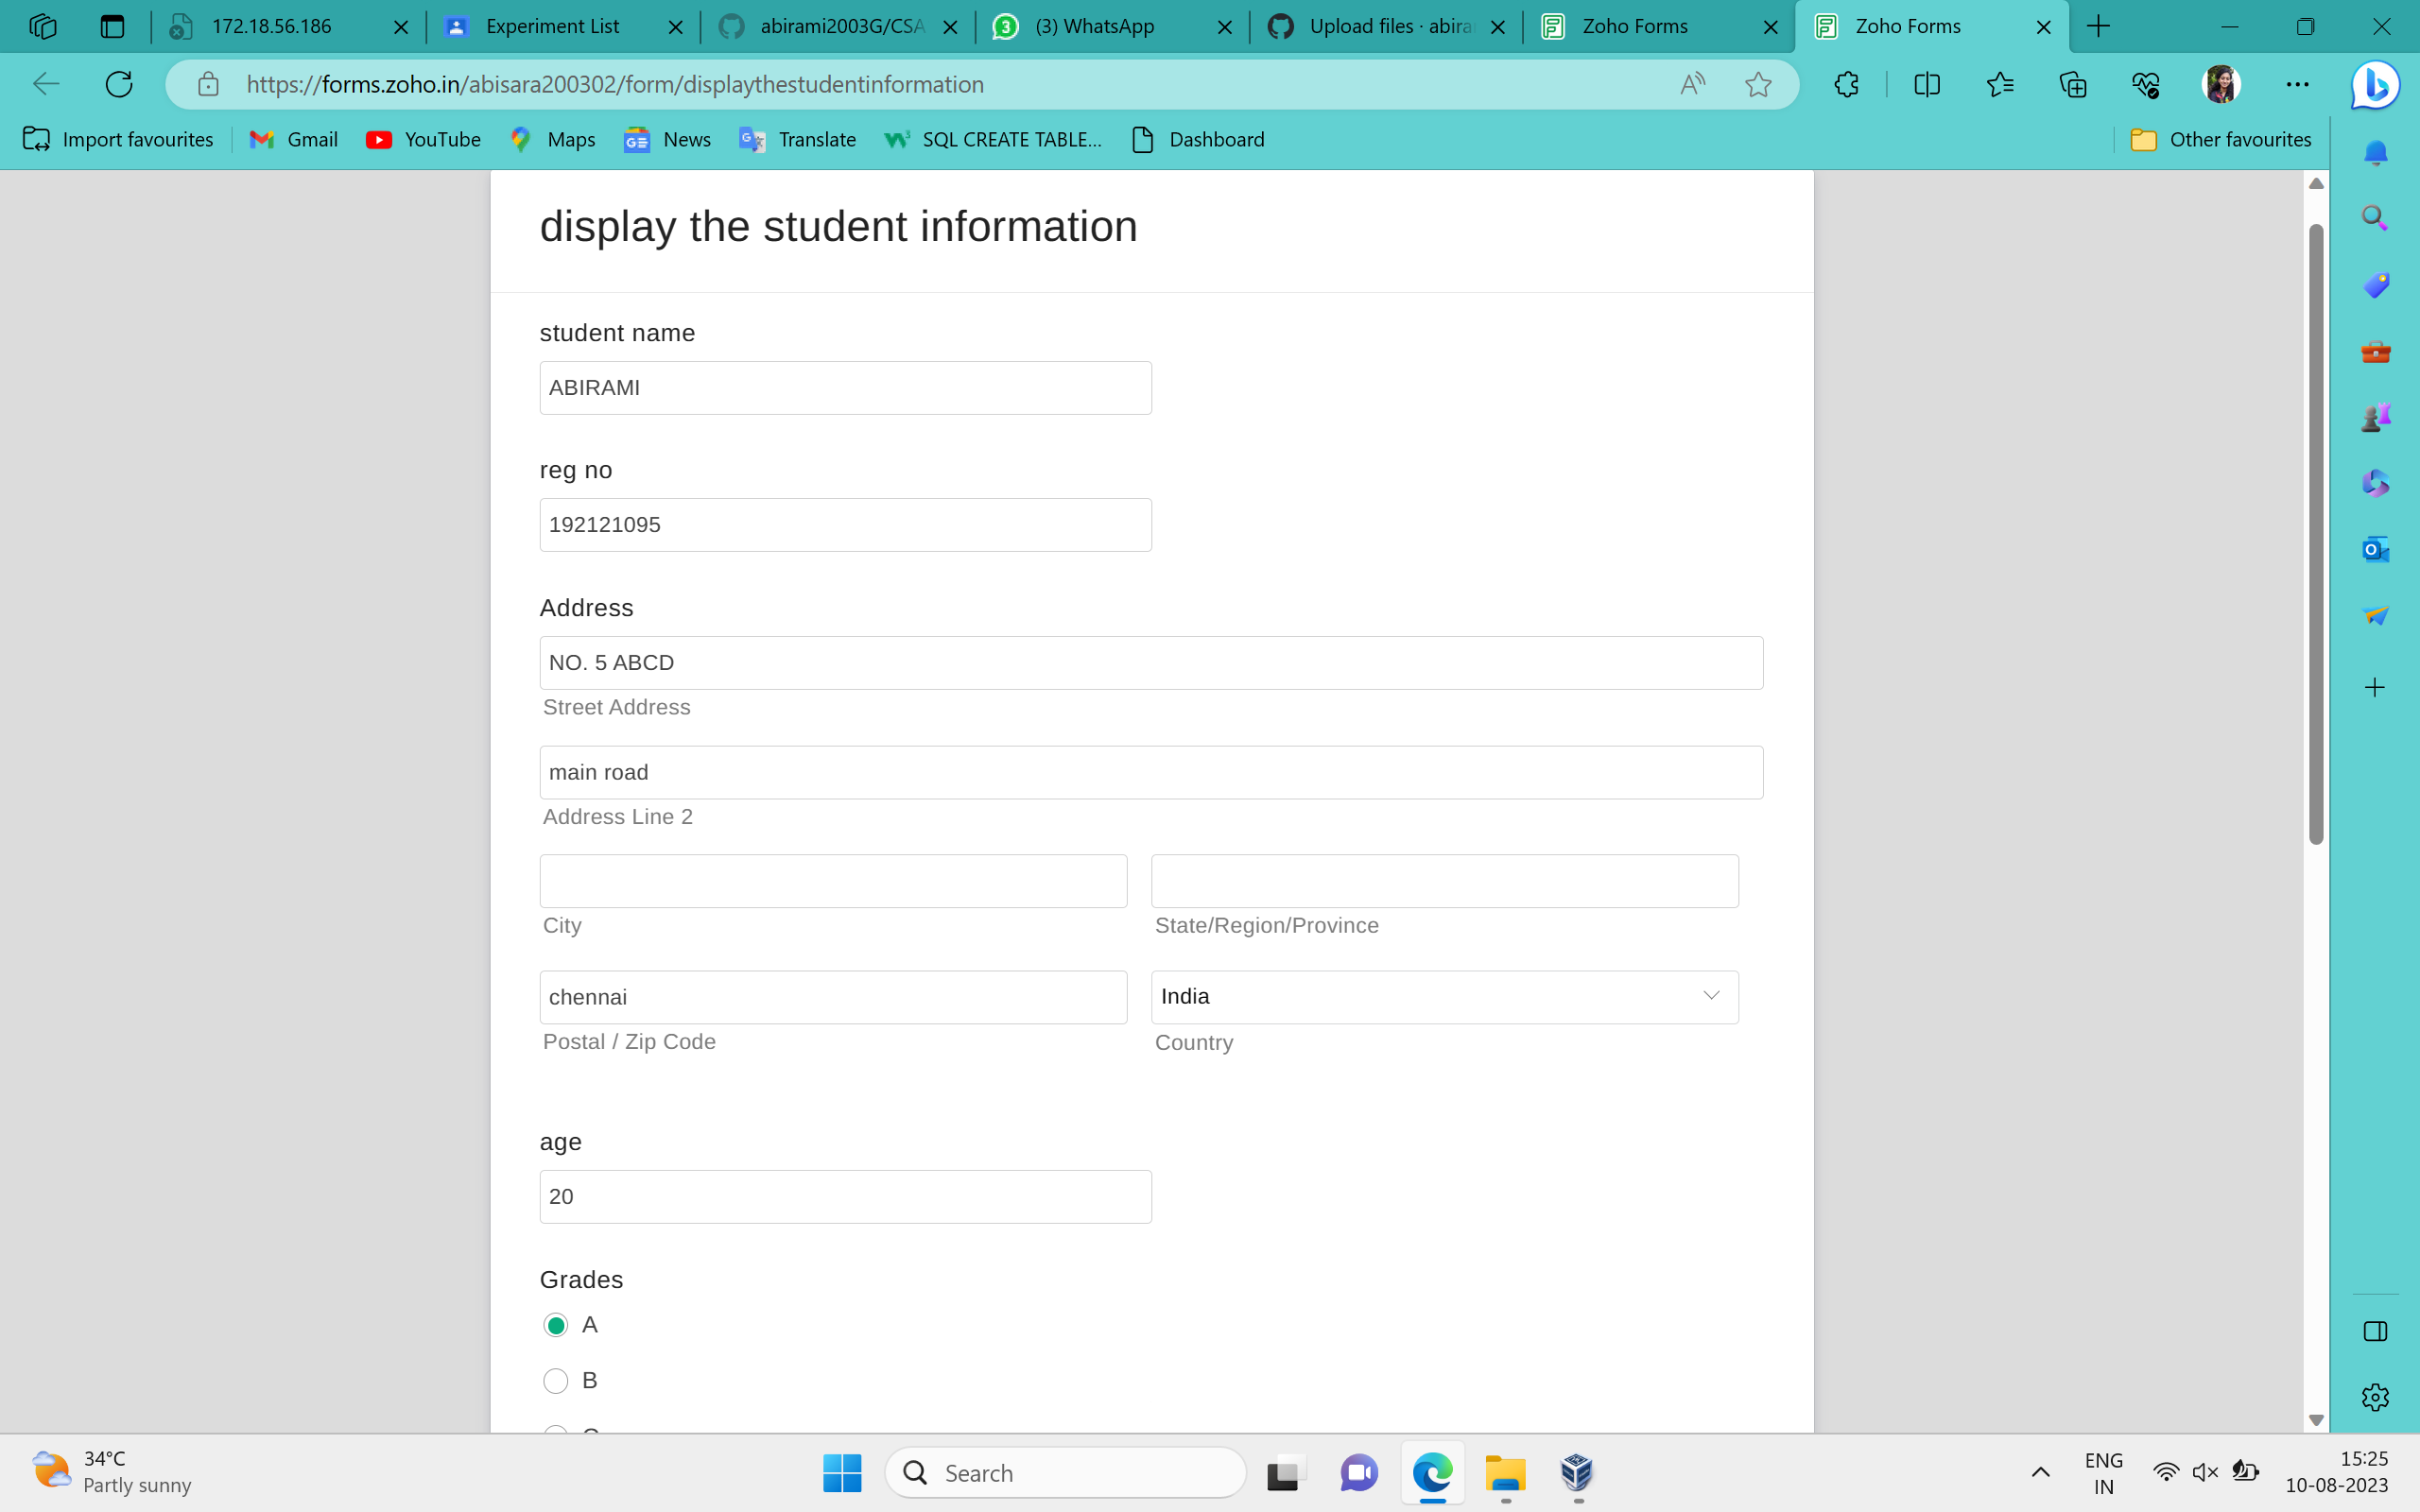 172.18.56.186
Experiment List
abirami2003G/CSA
(3) WhatsApp
Upload files · abira
Zoho Forms
Zoho Forms
https://forms.zoho.in/abisara200302/form/displaythestudentinformation
Import favourites
Gmail
YouTube
Maps
News
Translate
SQL CREATE TABLE...
Dashboard
Other favourites
display the student information
student name
ABIRAMI
reg no
192121095
Address
NO. 5 ABCD
Street Address
main road
Address Line 2
City
State/Region/Province
chennai
India
Postal / Zip Code
Country
age
20
Grades
A
B
34°C
Partly sunny
Search
ENG
IN
15:25
10-08-2023